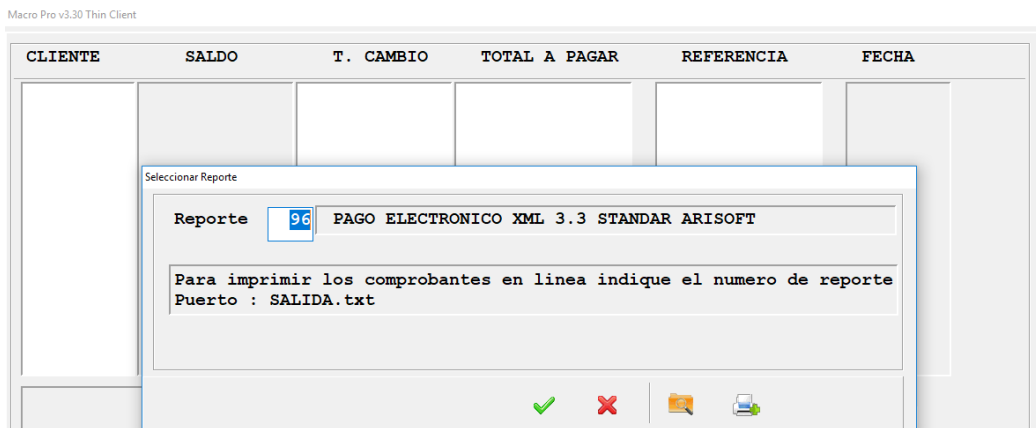 Macro Pro v3.30 Thin Client
CLIENTE SALDO T. CAMBIO TOTAL A PAGAR REFERENCIA FECHA
Seleccionar Reporte
Reporte 96 PAGO ELECTRONICO XML 3.3 STANDAR ARISOFT
Para imprimir los comprobantes en linea indique el numero de reporte
Puerto : SALIDA.txt